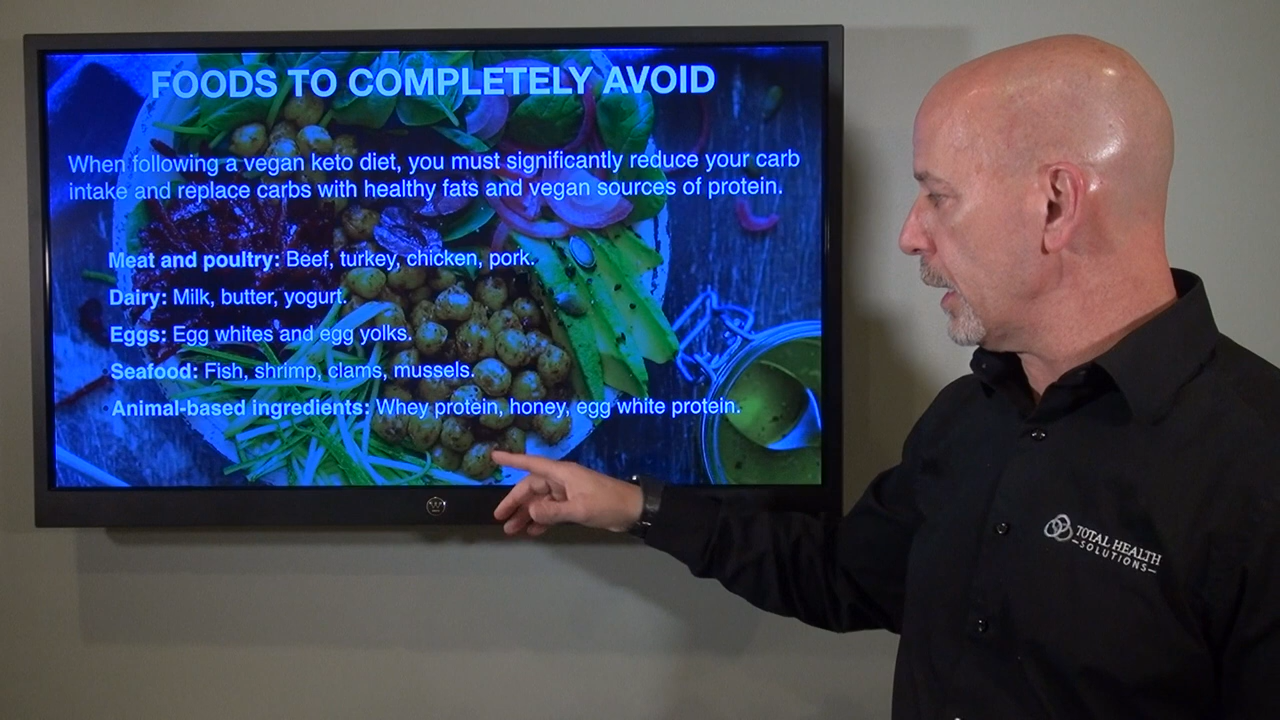 FOODS TO COMPLETELY AVOID
When following a vegan keto diet, you must significantly reduce your carb
intake and replace carbs with healthy fats and vegan sources of protein.
Meat and poultry: Beef, turkey, chicken, pork.
Dairy: Milk, butter, yogurt.
Eggs: Egg whites and egg yolks.
Seafood: Fish, shrimp, clams, mussels.
Animal-based ingredients: Whey protein, honey, egg white protein.
W
TOTAL HEALTH
—SOLUTIONS—